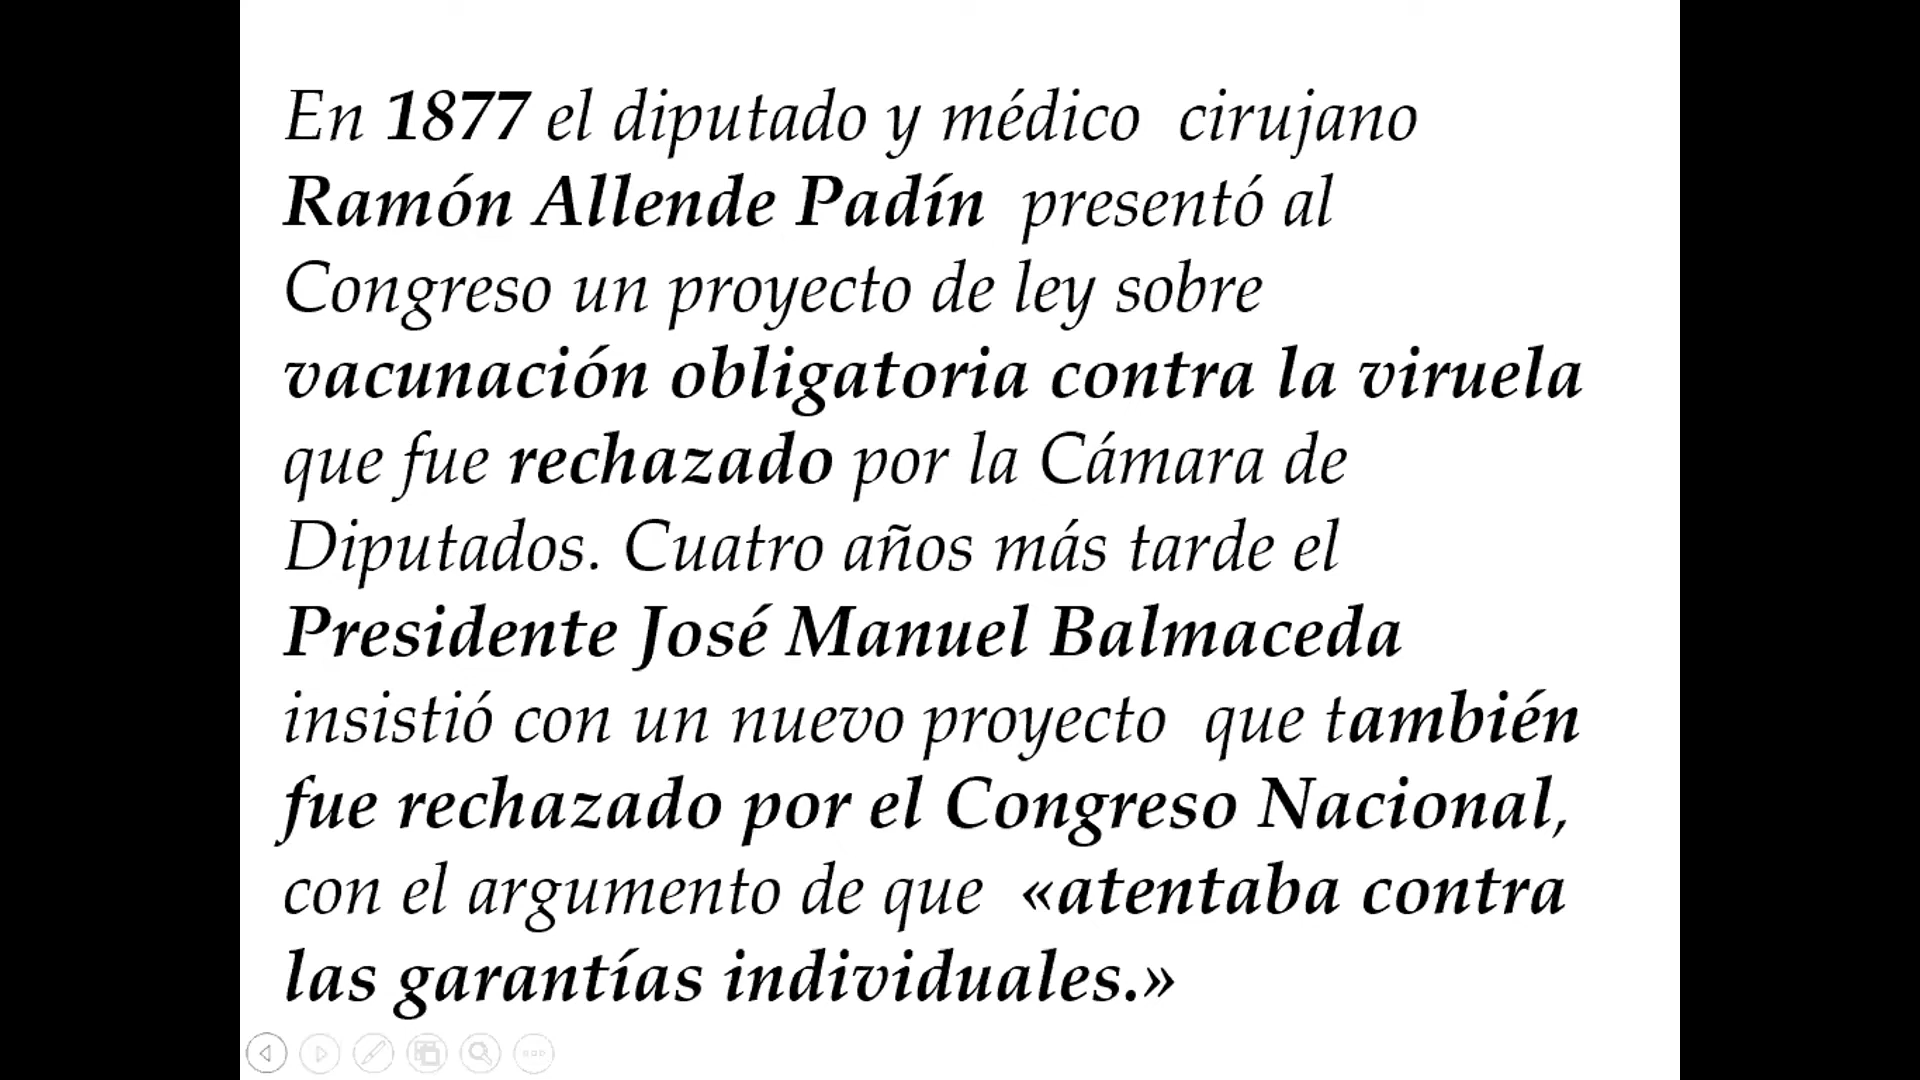 En 1877 el diputado y médico cirujano
Ramón Allende Padín presentó al
Congreso un proyecto de ley sobre
vacunación obligatoria contra la viruela
que fue rechazado por la Cámara de
Diputados. Cuatro años más tarde el
Presidente José Manuel Balmaceda
insistió con un nuevo proyecto que también
fue rechazado por el Congreso Nacional,
con el argumento de que «atentaba contra
las garantías individuales.»